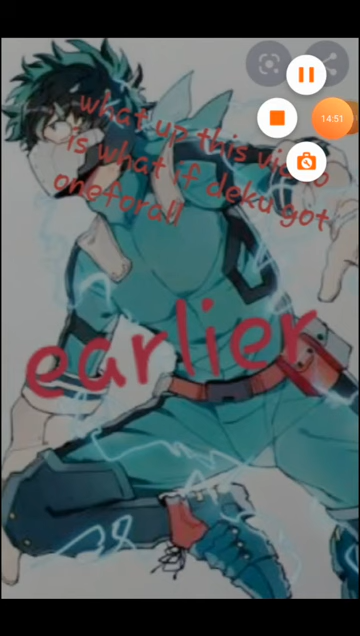 what up this video
is what if deku got
oneforall
earlier
14:51